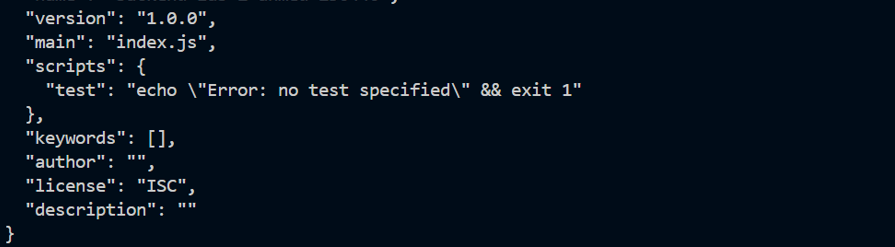 "version": "1.0.0",
"main": "index.js",
"scripts": {
"test": "echo \"Error: no test specified\" && exit 1"
},
"keywords": [],
"author": "",
"license": "ISC",
"description": ""
}